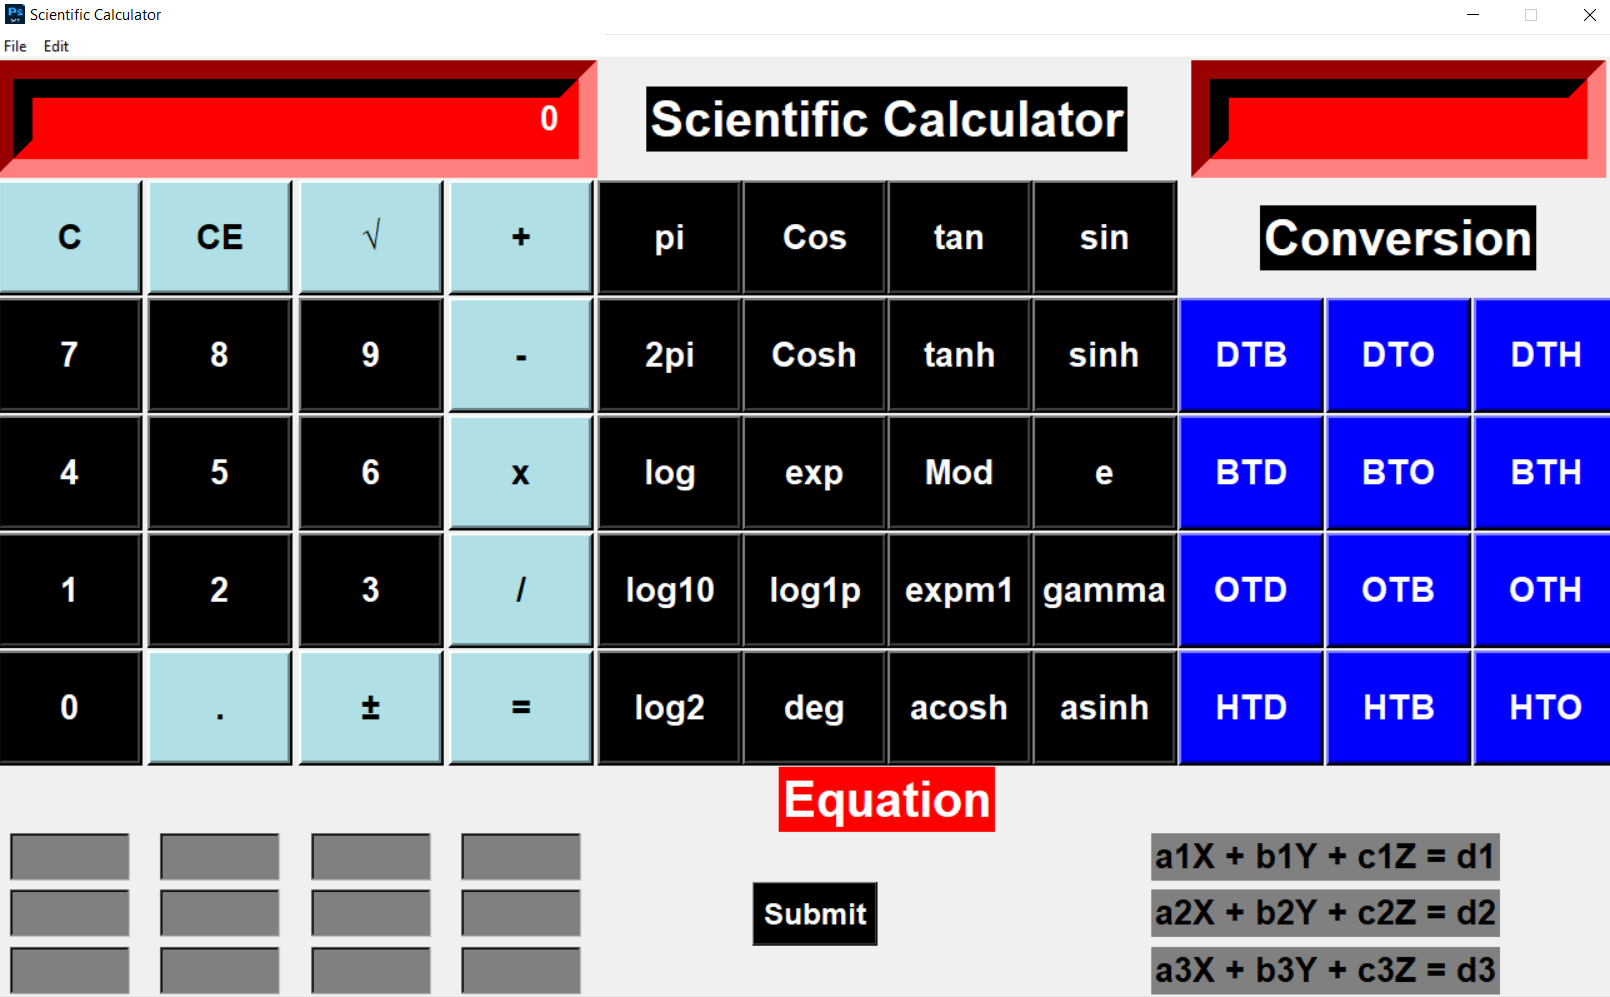 Ps
Scientific Calculator
File Edit
0
Scientific Calculator
C CE √ + pi Cos tan sin
Conversion
7 8 9 - 2pi Cosh tanh sinh DTB DTO DTH
4 5 6 x log exp Mod e BTD BTO BTH
1 2 3 / log10 log1p expm1 gamma OTD OTB OTH
0 . ± = log2 deg acosh asinh HTD HTB HTO
Equation
a1X + b1Y + c1Z = d1
Submit
a2X + b2Y + c2Z = d2
a3X + b3Y + c3Z = d3